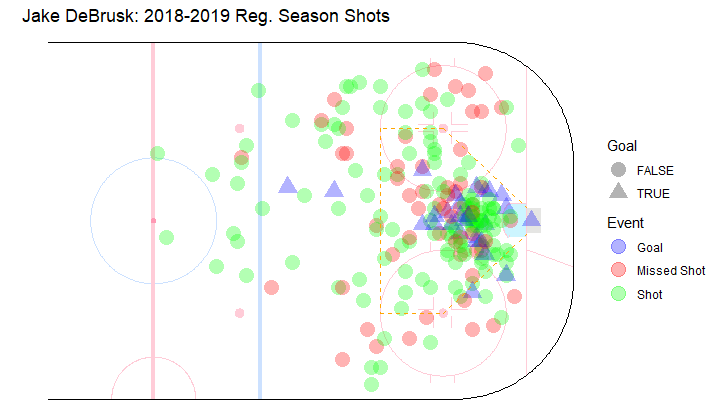 Jake DeBrusk: 2018-2019 Reg. Season Shots
Goal
FALSE
TRUE
Event
Goal
Missed Shot
Shot